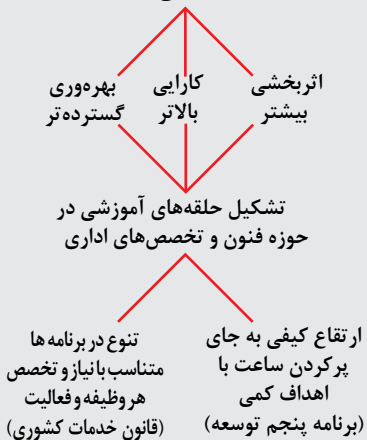 اثربخشی
بیشتر
کارایی
بالاتر
بهره‌وری
گسترده‌تر
تشکیل حلقه‌های آموزشی در
حوزه فنون و تخصص‌های اداری
ارتقاع کیفی به جای
پرکردن ساعت با
اهداف کمی
(برنامه پنجم توسعه)
تنوع در برنامه‌ها
متناسب با نیاز و تخصص
هر وظیفه و فعالیت
(قانون خدمات کشوری)